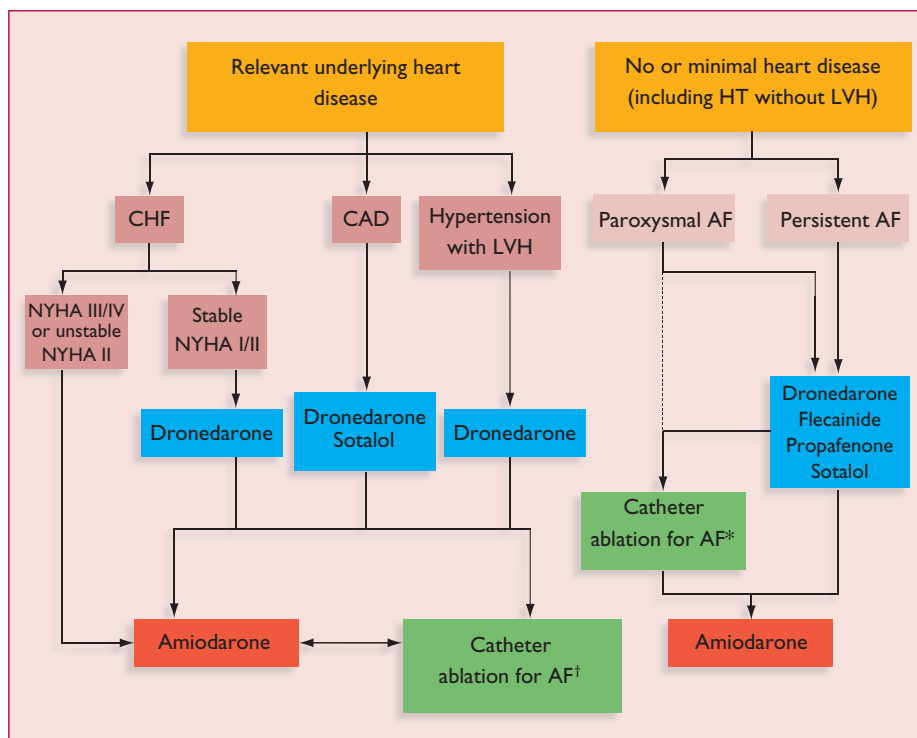 Relevant underlying heart
disease
No or minimal heart disease
(including HT without LVH)
CHF
CAD
Hypertension
with LVH
Paroxysmal AF
Persistent AF
NYHA III/IV
or unstable
NYHA II
Stable
NYHA I/II
Dronedarone
Dronedarone
Sotalol
Dronedarone
Dronedarone
Flecainide
Propafenone
Sotalol
Catheter
ablation for AF*
Amiodarone
Catheter
ablation for AF†
Amiodarone